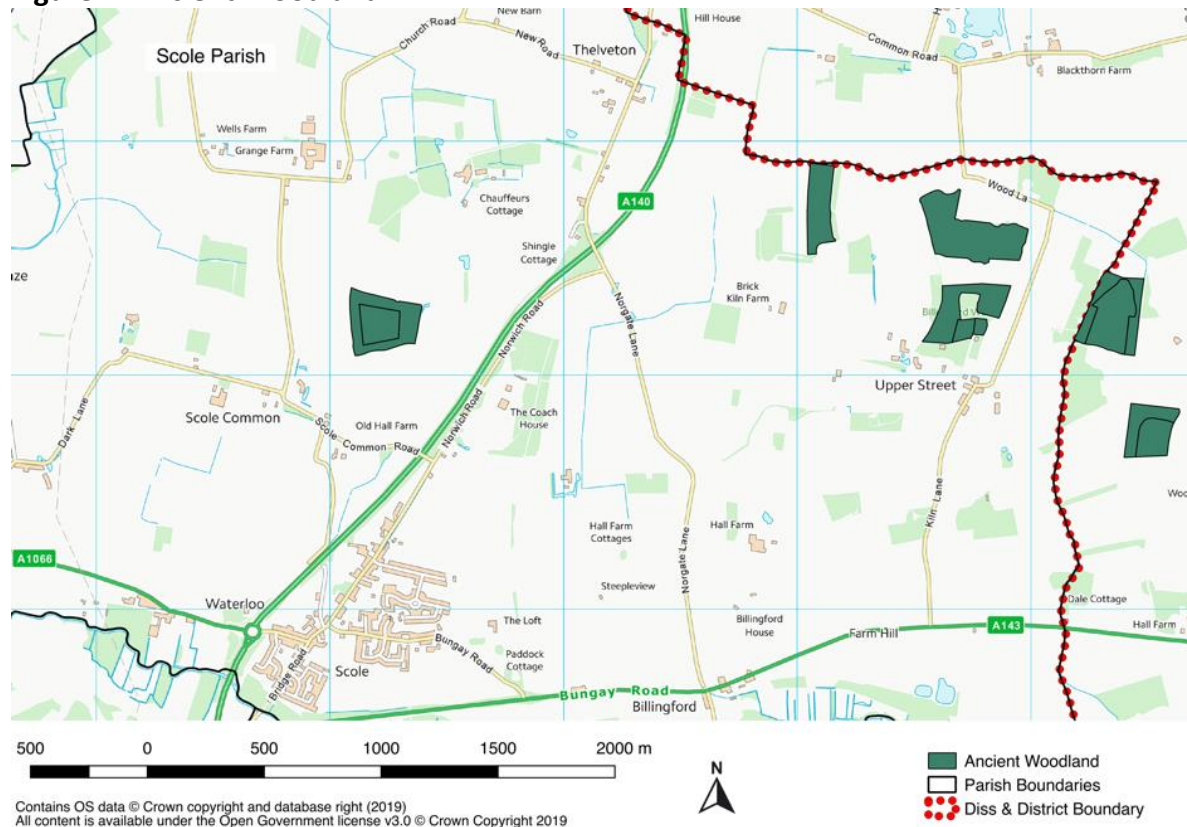 New Barn
Hill House
Church Road
New Road
Thelveton
Common Road
Scole Parish
Blackthorn Farm
Wells Farm
Grange Farm
Chauffeurs
Cottage
A140
Wood La
Shingle
Cottage
aze
Norwich Road
Norgate Lane
Brick
Kiln Farm
Upper Street
Scole Common
Dark Lane
Scole Common Road
Old Hall Farm
Norwich Road
The Coach
House
Kiln Lane
Woo
Hall Farm
Cottages
Hall Farm
Norgate Lane
A1066
Steepleview
Waterloo
Dale Cottage
The Loft
Billingford
House
Farm Hill
A143
Hall Farm
Bridge Road
Scole
Bungay Road
Paddock
Cottage
Bungay Road
Billingford
500 0 500 1000 1500 2000 m
N
Ancient Woodland
Parish Boundaries
Diss & District Boundary
Contains OS data © Crown copyright and database right (2019)
All content is available under the Open Government license v3.0 © Crown Copyright 2019